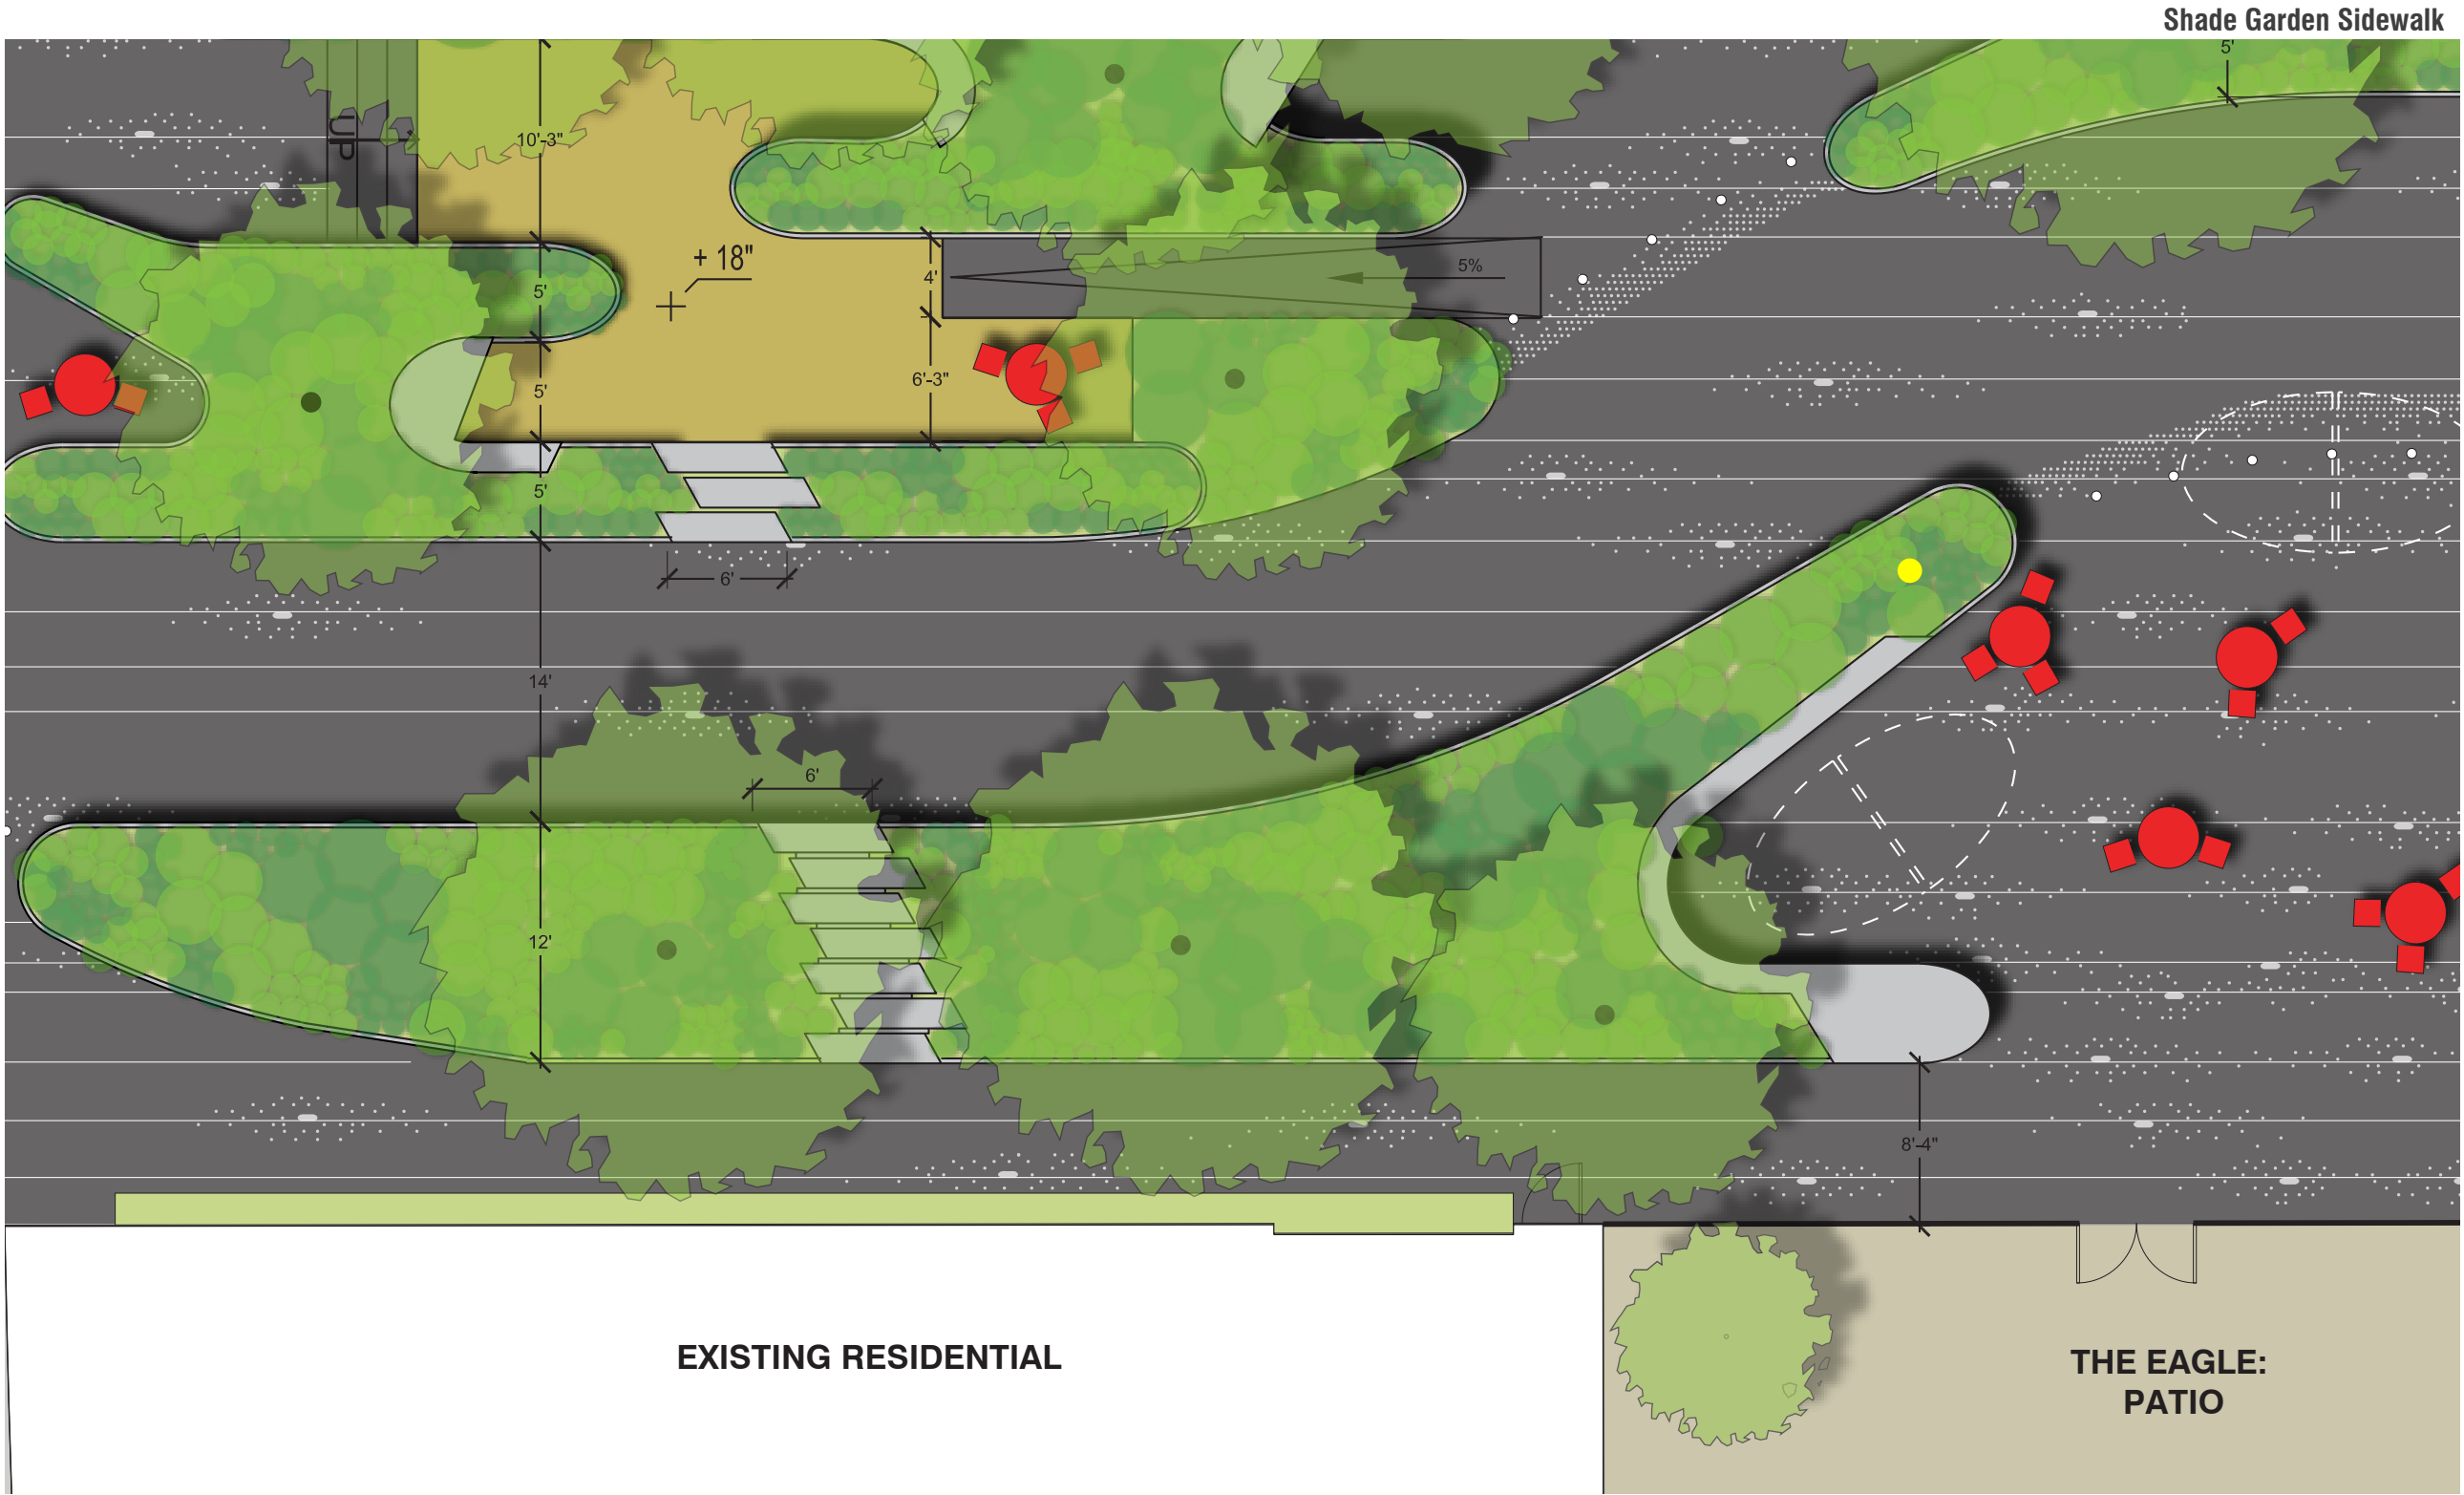 Shade Garden Sidewalk
5'
UP
10'-3"
+ 18"
5'
4'
5%
5'
6'-3"
5'
6'
14'
6'
12'
8'-4"
EXISTING RESIDENTIAL
THE EAGLE:
PATIO